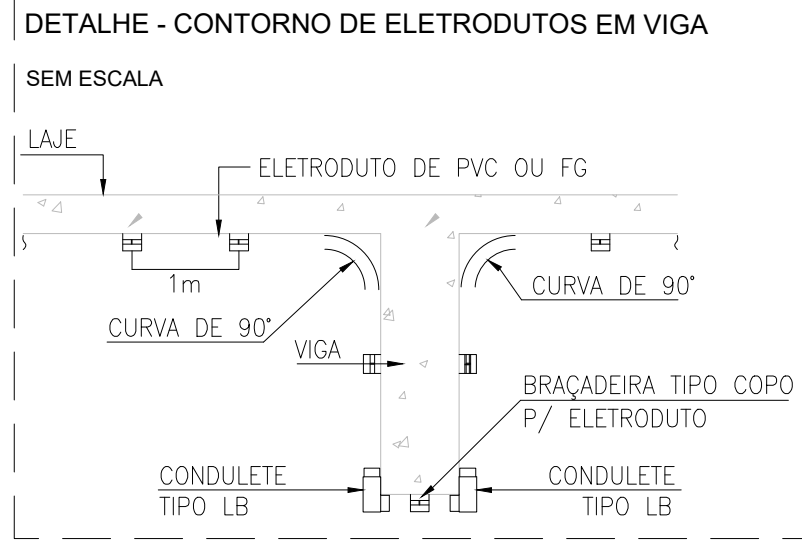 DETALHE - CONTORNO DE ELETRODUTOS EM VIGA
SEM ESCALA
LAJE
ELETRODUTO DE PVC OU FG
1m
CURVA DE 90°
CURVA DE 90°
VIGA
BRAÇADEIRA TIPO COPO
P/ ELETRODUTO
CONDULETE
TIPO LB
CONDULETE
TIPO LB